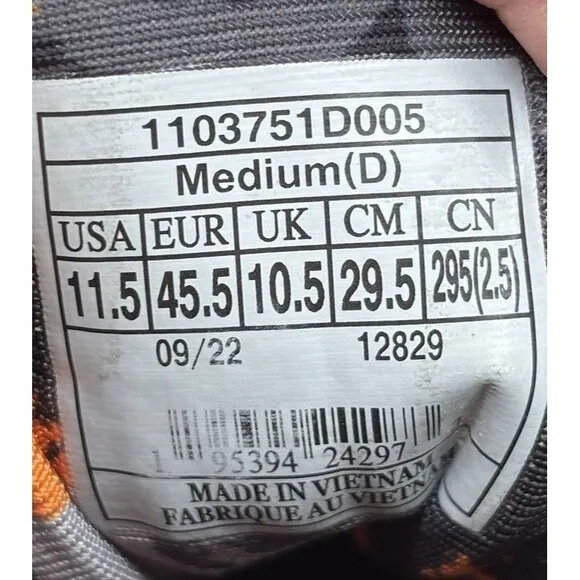 1103751D005
Medium(D)
USA EUR UK CM CN
11.5 45.5 10.5 29.5 295(2.5)
09/22 12829
1 95394 24297
MADE IN VIETNAM
FABRIQUE AU VIETNAM